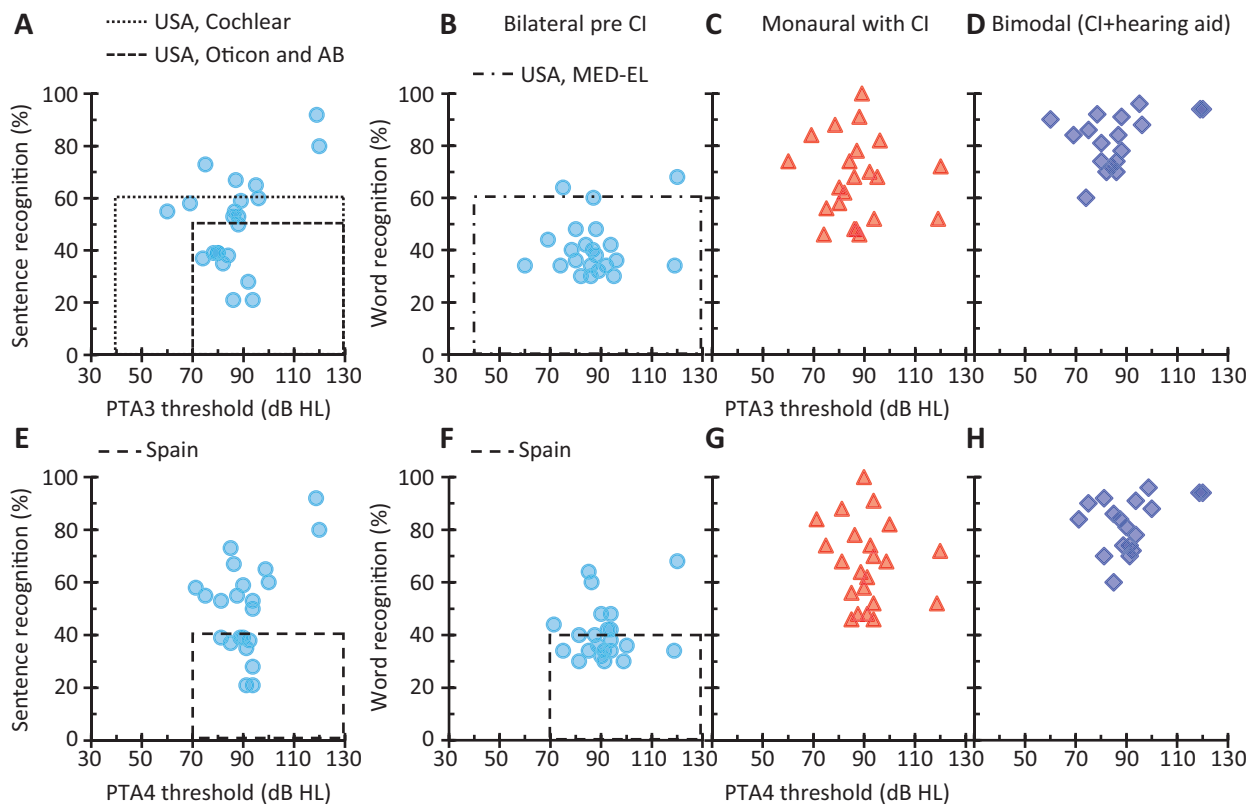 A
USA, Cochlear
USA, Oticon and AB
B
Bilateral pre CI
USA, MED-EL
C
Monaural with CI
D
Bimodal (CI+hearing aid)
Sentence recognition (%)
100
80
60
40
20
0
30 50 70 90 110 130
PTA3 threshold (dB HL)
Word recognition (%)
100
80
60
40
20
0
30 50 70 90 110 130
30 50 70 90 110 130
30 50 70 90 110 130
PTA3 threshold (dB HL)
E
Spain
F
Spain
G
H
Sentence recognition (%)
100
80
60
40
20
0
30 50 70 90 110 130
PTA4 threshold (dB HL)
Word recognition (%)
100
80
60
40
20
0
30 50 70 90 110 130
30 50 70 90 110 130
30 50 70 90 110 130
PTA4 threshold (dB HL)